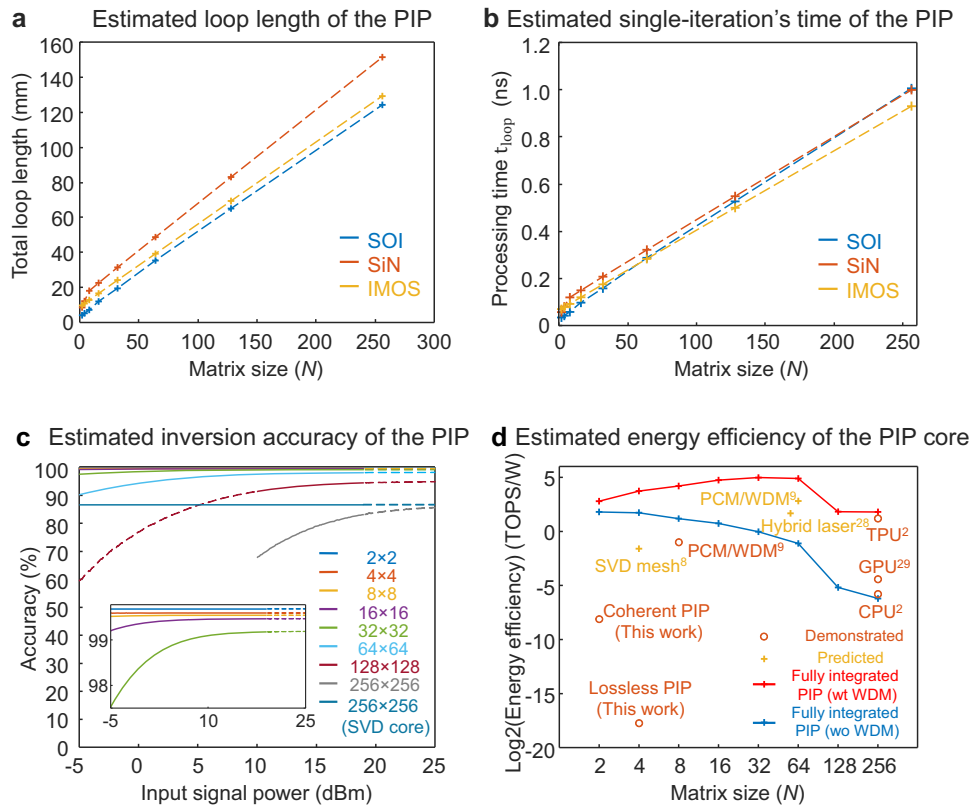 a Estimated loop length of the PIP
Total loop length (mm)
160
140
120
100
80
60
40
20
0
0 50 100 150 200 250 300
Matrix size (N)
SOI
SiN
IMOS
b Estimated single-iteration's time of the PIP
Processing time t_loop (ns)
1.2
1.0
0.8
0.6
0.4
0.2
0
0 50 100 150 200 250
Matrix size (N)
SOI
SiN
IMOS
c Estimated inversion accuracy of the PIP
Accuracy (%)
100
90
80
70
60
50
40
30
20
10
0
-5 0 5 10 15 20 25
Input signal power (dBm)
2×2
4×4
8×8
16×16
32×32
64×64
128×128
256×256
256×256
(SVD core)
99
98
-5 10 25
d Estimated energy efficiency of the PIP core
Log2(Energy efficiency) (TOPS/W)
5
0
-5
-10
-15
-20
2 4 8 16 32 64 128 256
Matrix size (N)
PCM/WDM⁹
Hybrid laser²⁸
TPU²
SVD mesh⁸
PCM/WDM⁹
GPU²⁹
CPU²
Coherent PIP
(This work)
Lossless PIP
(This work)
Demonstrated
Predicted
Fully integrated
PIP (wt WDM)
Fully integrated
PIP (wo WDM)